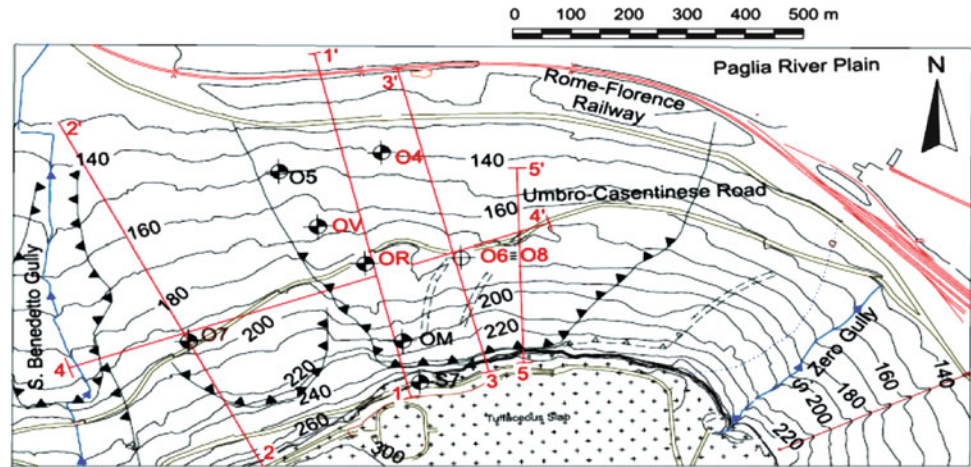 0 100 200 300 400 500 m
1'
Paglia River Plain
N
3'
Rome-Florence
Railway
2'
140
O4
140
5'
O5
Umbro-Casentinese Road
160
160
4'
OV
S. Benedetto Gully
OR
O6≡O8
180
200
200
O7
OM
220
S. Zero Gully
4
220
S7
1
3
5
140
160
240
Tuffaceous Slap
180
260
200
2
300
220